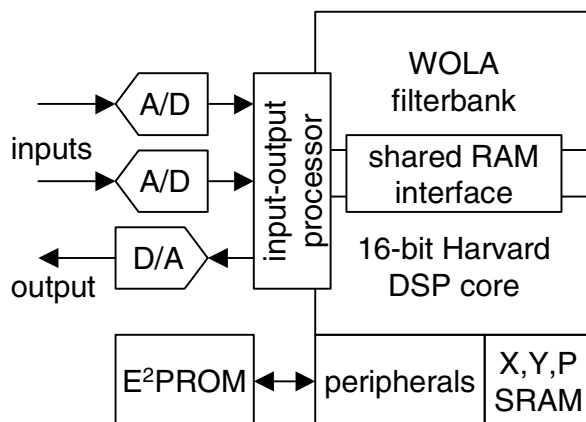 WOLA
filterbank
A/D
inputs
A/D
input-output
processor
shared RAM
interface
D/A
output
16-bit Harvard
DSP core
E²PROM
peripherals
X,Y,P
SRAM